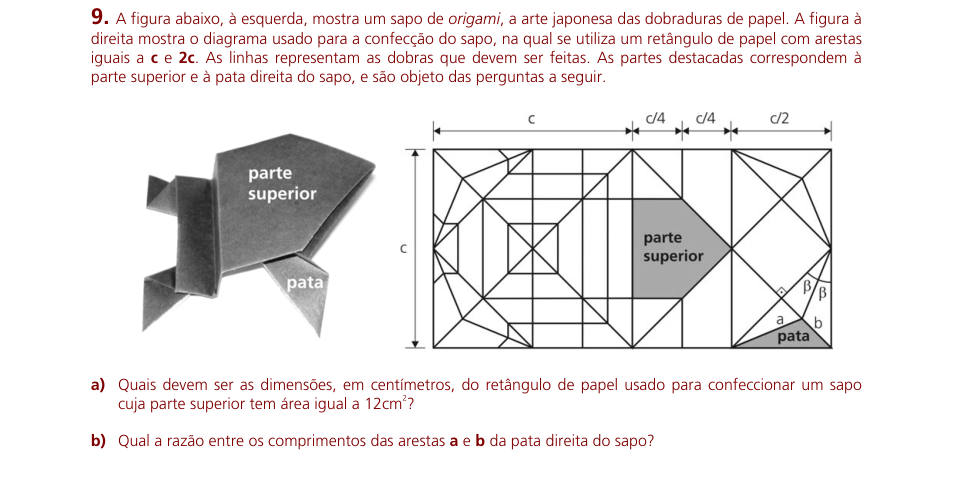 9. A figura abaixo, à esquerda, mostra um sapo de origami, a arte japonesa das dobraduras de papel. A figura à
direita mostra o diagrama usado para a confecção do sapo, na qual se utiliza um retângulo de papel com arestas
iguais a c e 2c. As linhas representam as dobras que devem ser feitas. As partes destacadas correspondem à
parte superior e à pata direita do sapo, e são objeto das perguntas a seguir.
parte
superior
pata
c
c/4
c/4
c/2
c
parte
superior
β
β
a
b
pata
a) Quais devem ser as dimensões, em centímetros, do retângulo de papel usado para confeccionar um sapo
cuja parte superior tem área igual a 12cm²?
b) Qual a razão entre os comprimentos das arestas a e b da pata direita do sapo?